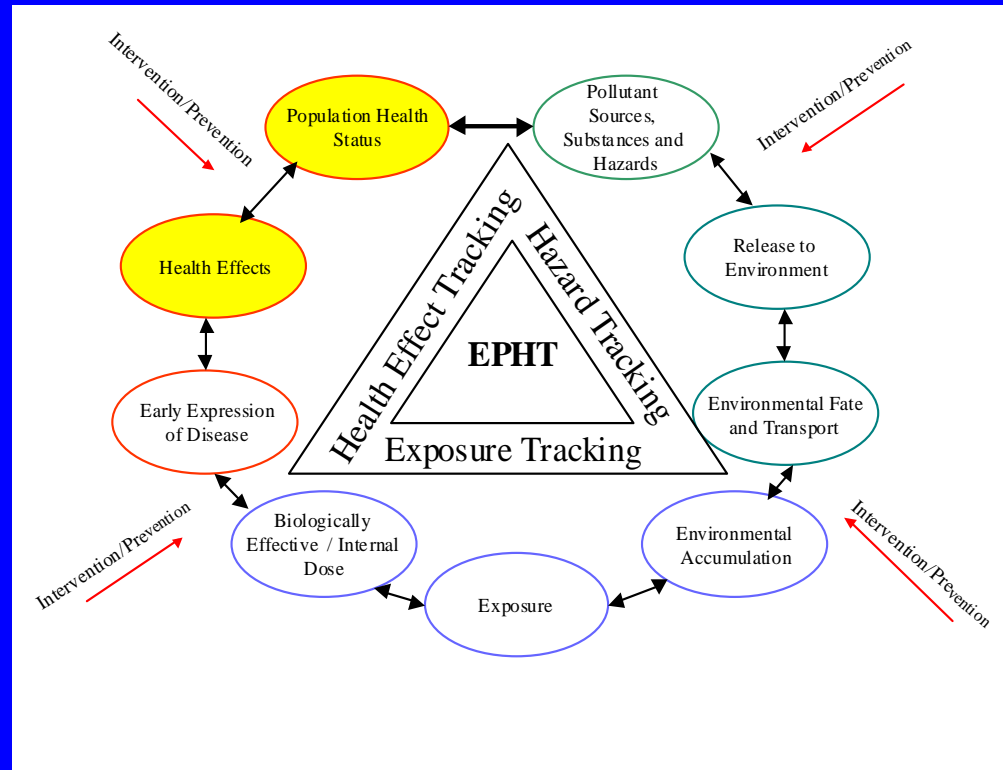 Intervention/Prevention
Population Health
Status
Pollutant
Sources,
Substances and
Hazards
Intervention/Prevention
Health Effects
Release to
Environment
Health Effect Tracking
Hazard Tracking
EPHT
Exposure Tracking
Early Expression
of Disease
Environmental Fate
and Transport
Biologically
Effective / Internal
Dose
Exposure
Environmental
Accumulation
Intervention/Prevention
Intervention/Prevention